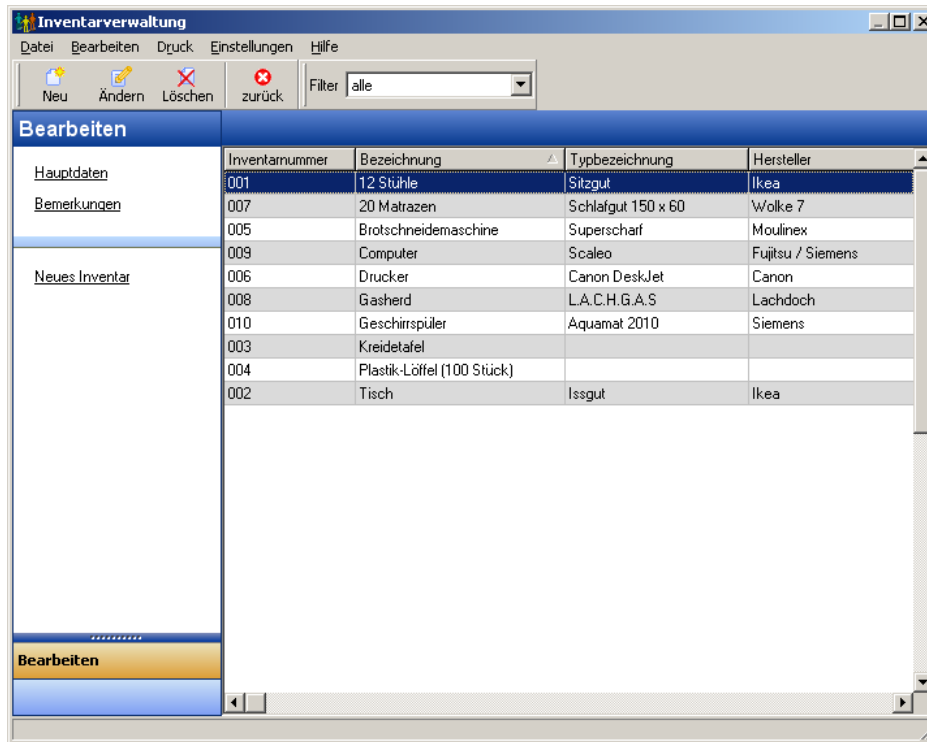 Inventarverwaltung
Datei Bearbeiten Druck Einstellungen Hilfe
Neu Ändern Löschen zurück Filter alle
Bearbeiten
Hauptdaten
Bemerkungen
Neues Inventar
Inventarnummer Bezeichnung Typbezeichnung Hersteller
001 12 Stühle Sitzgut Ikea
007 20 Matrazen Schlafgut 150 x 60 Wolke 7
005 Brotschneidemaschine Superscharf Moulinex
009 Computer Scaleo Fujitsu / Siemens
006 Drucker Canon DeskJet Canon
008 Gasherd L.A.C.H.G.A.S Lachdoch
010 Geschirrspüler Aquamat 2010 Siemens
003 Kreidetafel
004 Plastik-Löffel (100 Stück)
002 Tisch Issgut Ikea
Bearbeiten